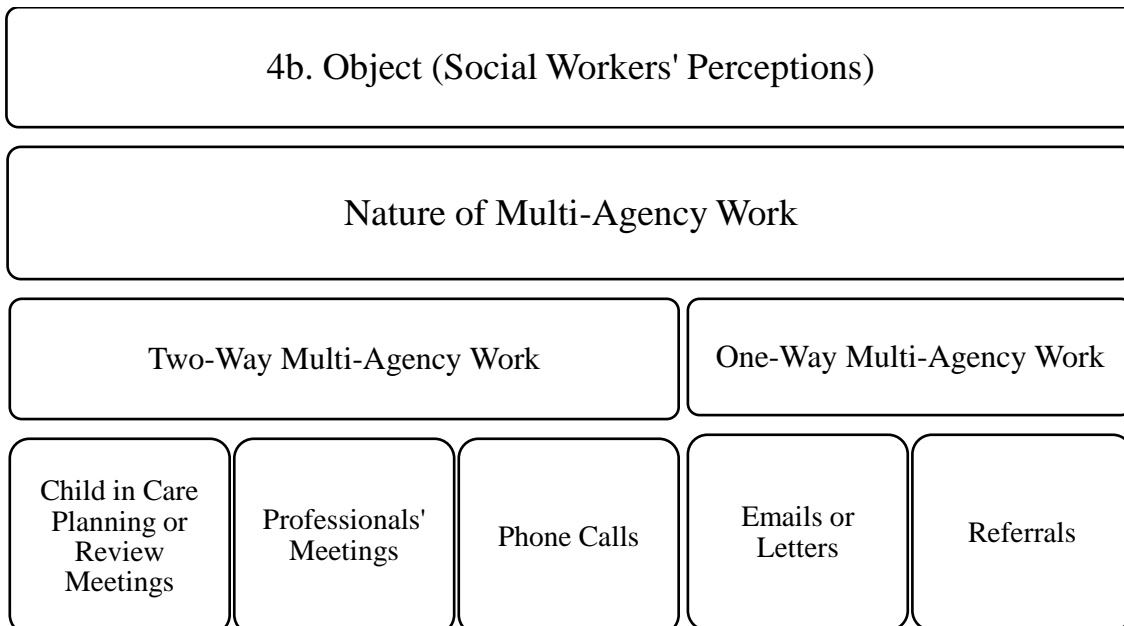 4b. Object (Social Workers' Perceptions)
Nature of Multi-Agency Work
Two-Way Multi-Agency Work
One-Way Multi-Agency Work
Child in Care
Planning or
Review
Meetings
Professionals'
Meetings
Phone Calls
Emails or
Letters
Referrals